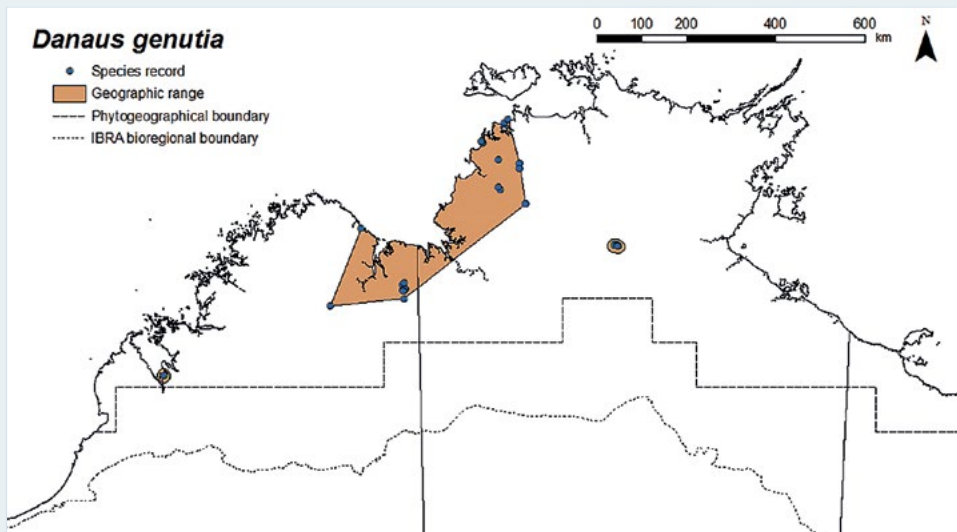 Danaus genutia
Species record
Geographic range
Phytogeographical boundary
IBRA bioregional boundary
0 100 200 400 600
km
N